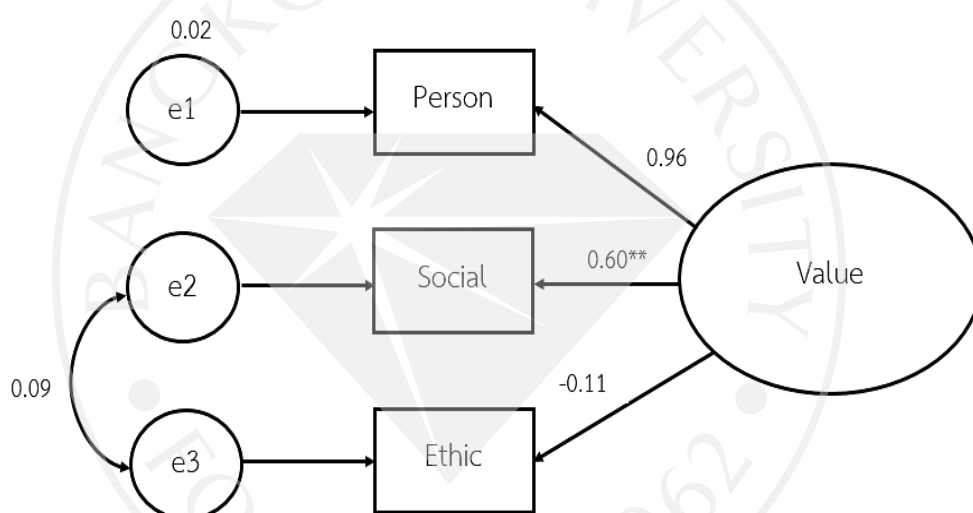 0.02
e1
Person
0.96
e2
Social
0.60**
Value
0.09
-0.11
e3
Ethic